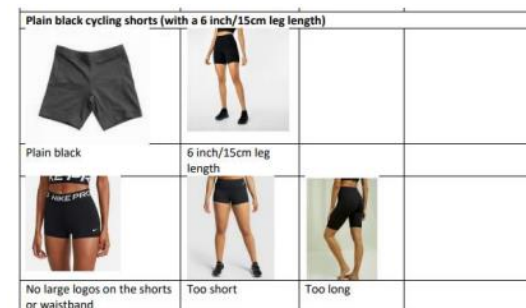 Plain black cycling shorts (with a 6 inch/15cm leg length)
Plain black
6 inch/15cm leg
length
NIKE PRO
No large logos on the shorts
or waistband
Too short
Too long